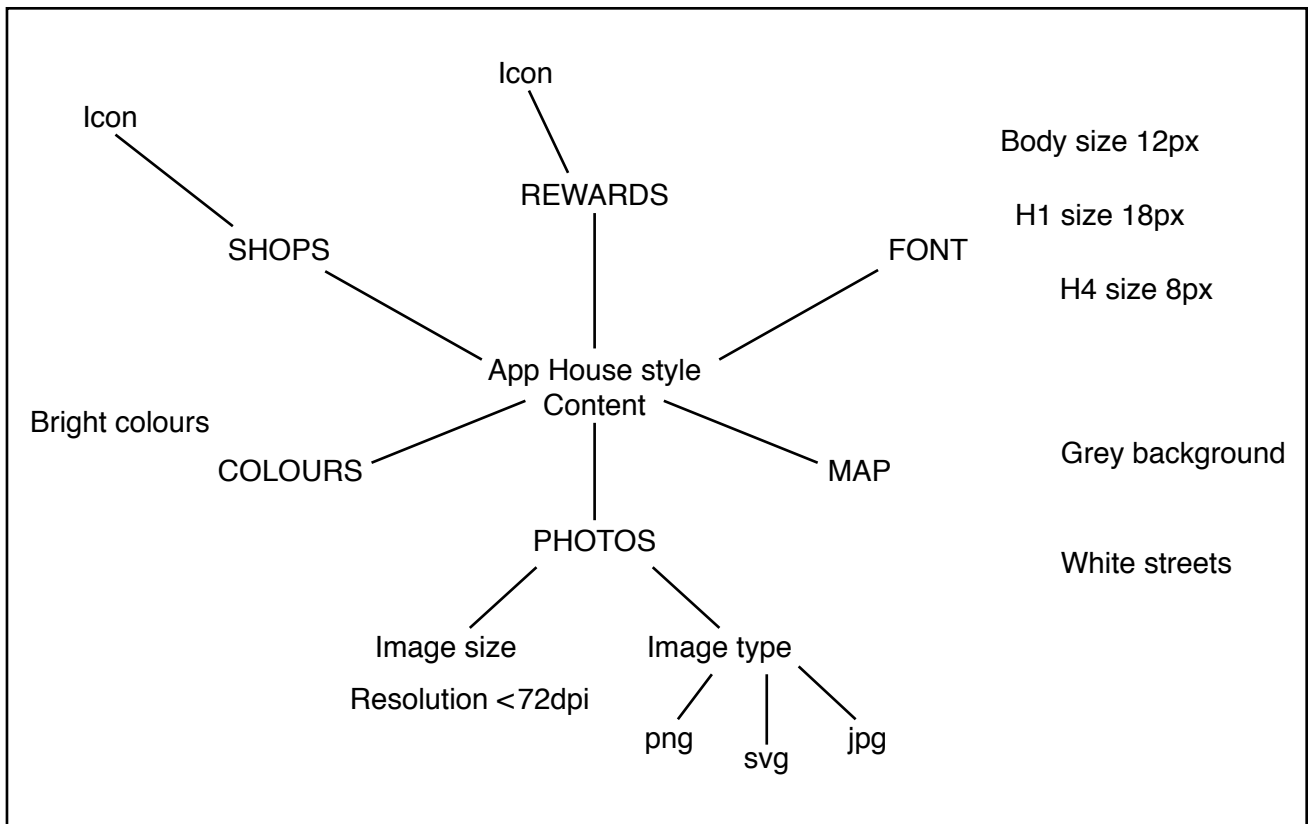 Icon
Icon
Body size 12px
REWARDS
H1 size 18px
SHOPS
FONT
H4 size 8px
App House style
Content
Bright colours
COLOURS
MAP
Grey background
PHOTOS
White streets
Image size
Image type
Resolution <72dpi
png
svg
jpg